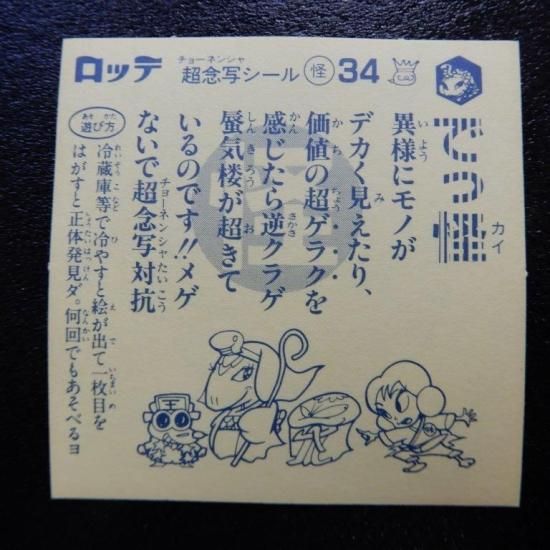 ロッテ
チョーネンシャ
超念写シール
怪
34
カイ
異様にモノが
デカく見えたり、
価値の超ゲラクを
感じたら逆クラゲ
蜃気楼が超きて
いるのです!!メゲ
ないで超念写対抗
遊び方
冷蔵庫等で冷やすと絵が出て一枚目を
はがすと正体発見ダ。何回でもあそべるヨ